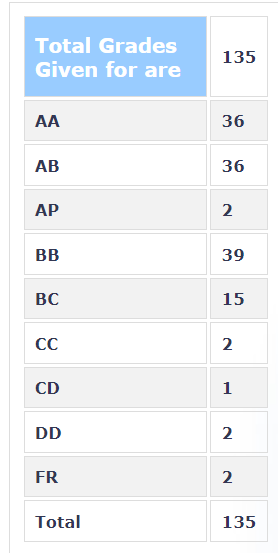 Total Grades
Given for are 135
AA 36
AB 36
AP 2
BB 39
BC 15
CC 2
CD 1
DD 2
FR 2
Total 135